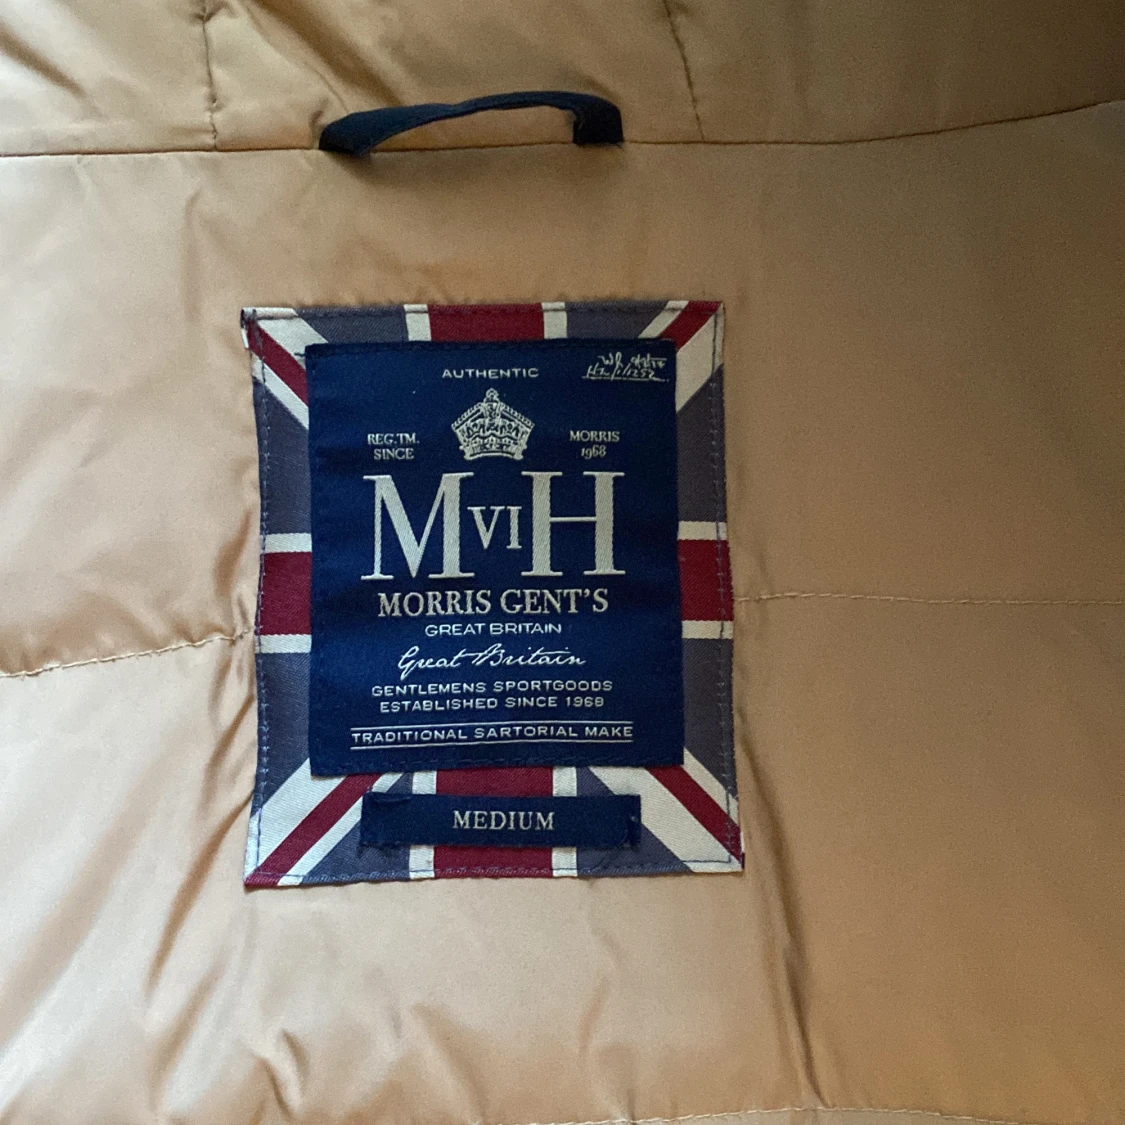 AUTHENTIC
REG.TM. SINCE
MORRIS 1968
MVIH
MORRIS GENT'S
GREAT BRITAIN
Great Britain
GENTLEMENS SPORTGOODS
ESTABLISHED SINCE 1968
TRADITIONAL SARTORIAL MAKE
MEDIUM